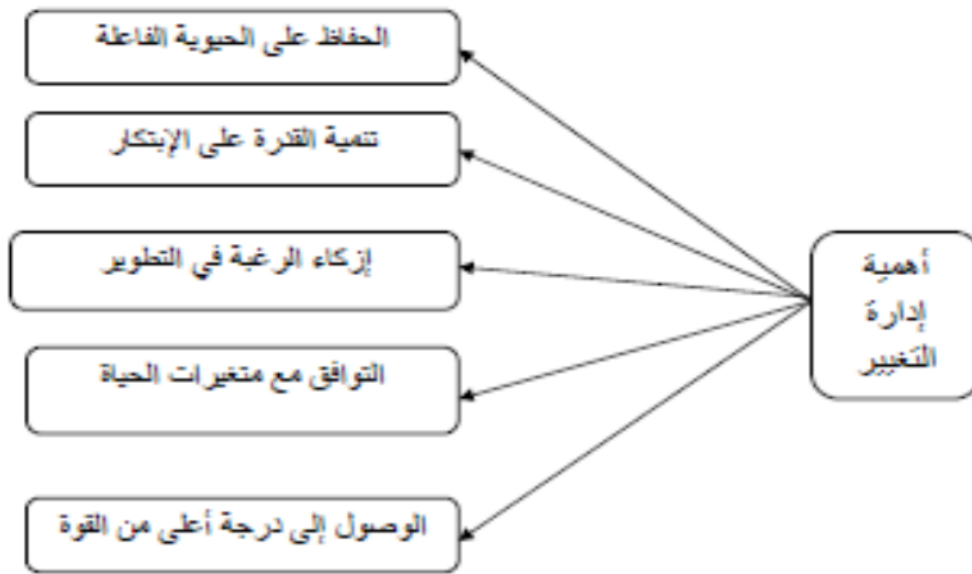 أهمية
إدارة
التغيير
الحفاظ على الحيوية الفاعلة
تنمية القدرة على الإبتكار
إزكاء الرغبة في التطوير
التوافق مع متغيرات الحياة
الوصول إلى درجة أعلى من القوة